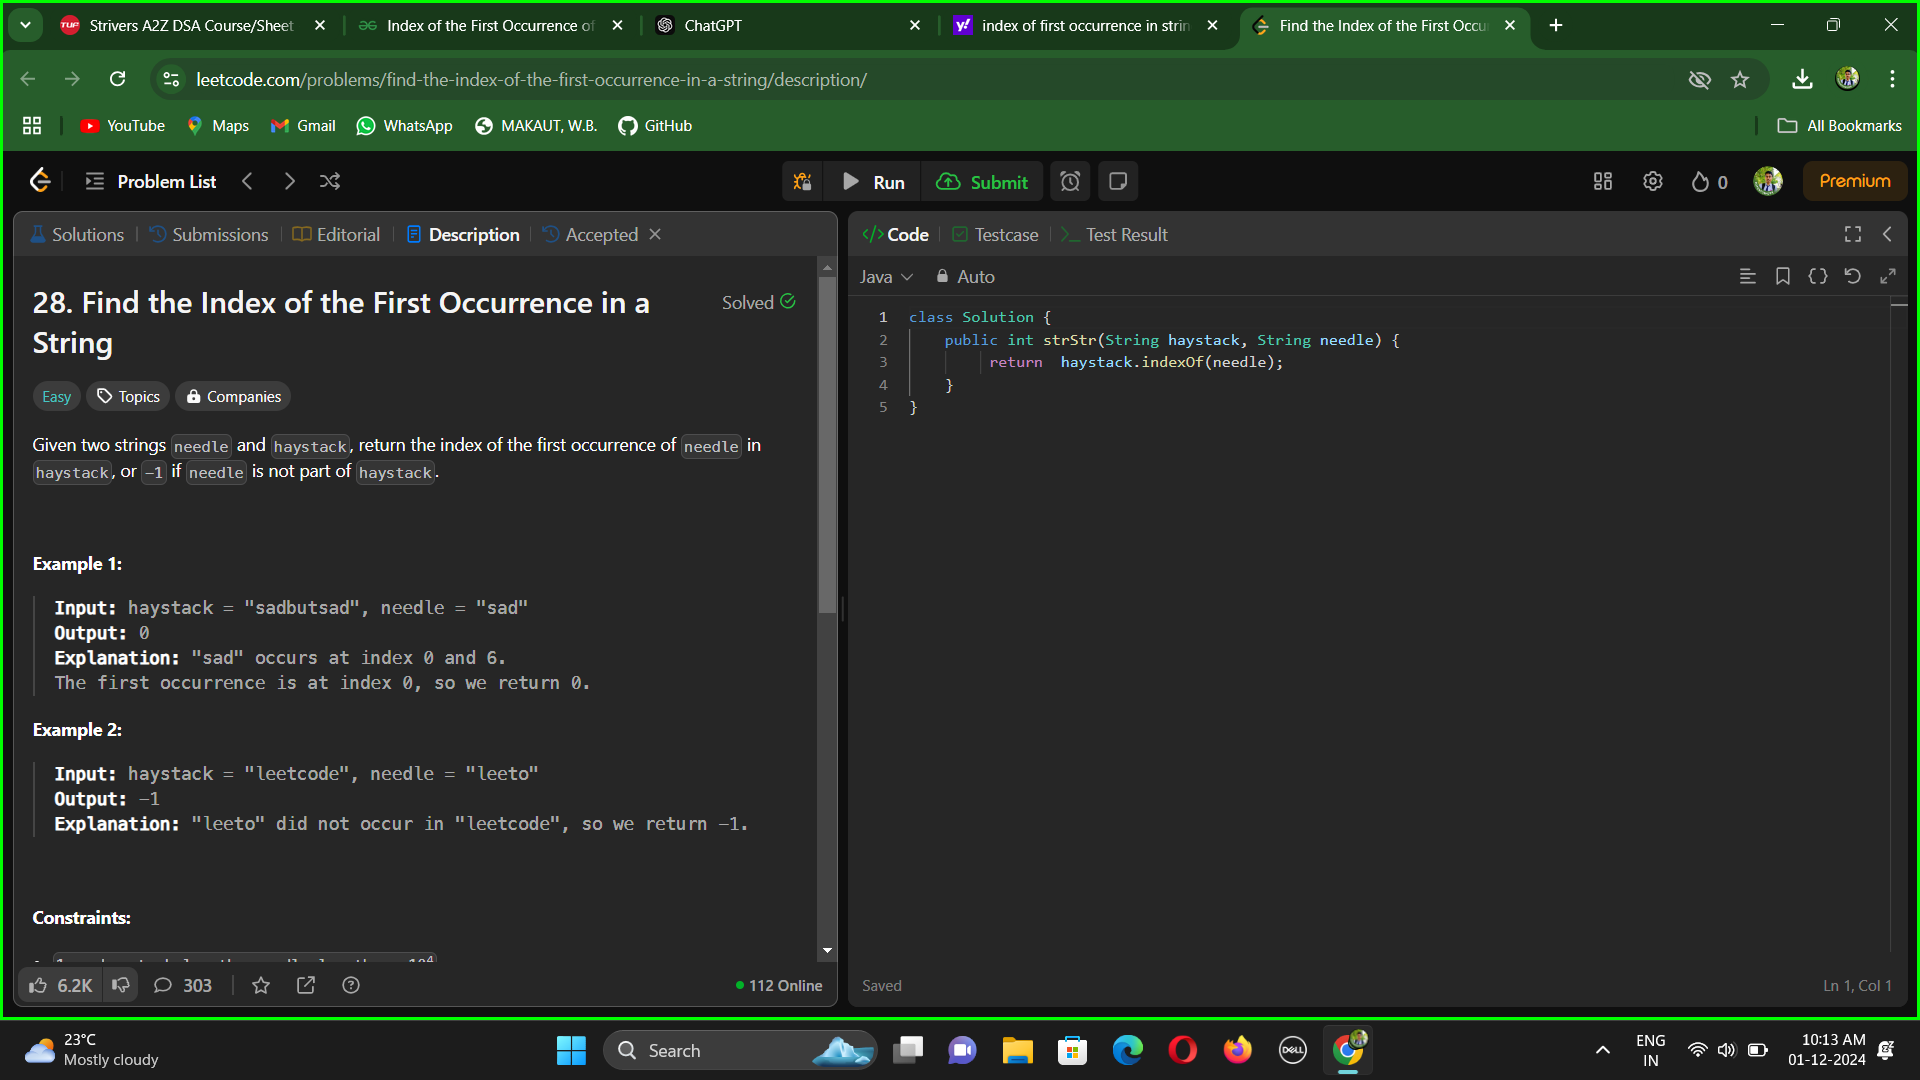 Strivers A2Z DSA Course/Sheet
Index of the First Occurrence of
ChatGPT
index of first occurrence in strin
Find the Index of the First Occu
leetcode.com/problems/find-the-index-of-the-first-occurrence-in-a-string/description/
YouTube
Maps
Gmail
WhatsApp
MAKAUT, W.B.
GitHub
All Bookmarks
Problem List
Run
Submit
0
Premium
Solutions
Submissions
Editorial
Description
Accepted
28. Find the Index of the First Occurrence in a
String
Solved
Easy
Topics
Companies
Given two strings needle and haystack, return the index of the first occurrence of needle in
haystack, or -1 if needle is not part of haystack.
Example 1:
Input: haystack = "sadbutsad", needle = "sad"
Output: 0
Explanation: "sad" occurs at index 0 and 6.
The first occurrence is at index 0, so we return 0.
Example 2:
Input: haystack = "leetcode", needle = "leeto"
Output: -1
Explanation: "leeto" did not occur in "leetcode", so we return -1.
Constraints:
6.2K
303
112 Online
Code
Testcase
Test Result
Java
Auto
1 class Solution {
2 public int strStr(String haystack, String needle) {
3 return haystack.indexOf(needle);
4 }
5 }
Saved
Ln 1, Col 1
23°C
Mostly cloudy
Search
DELL
ENG
IN
10:13 AM
01-12-2024